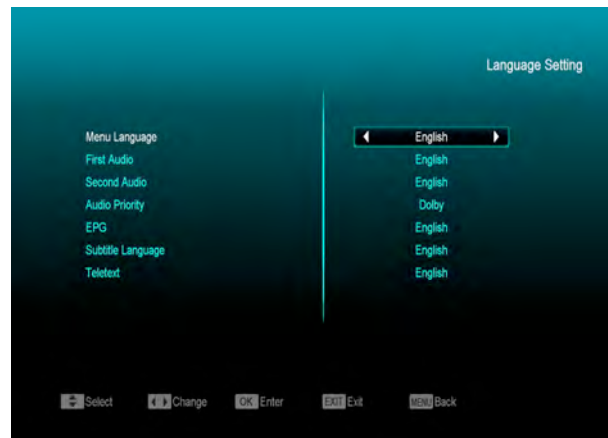 Language Setting
Menu Language English
First Audio English
Second Audio English
Audio Priority Dolby
EPG English
Subtitle Language English
Teletext English
Select Change OK Enter EXIT Exit MENU Back